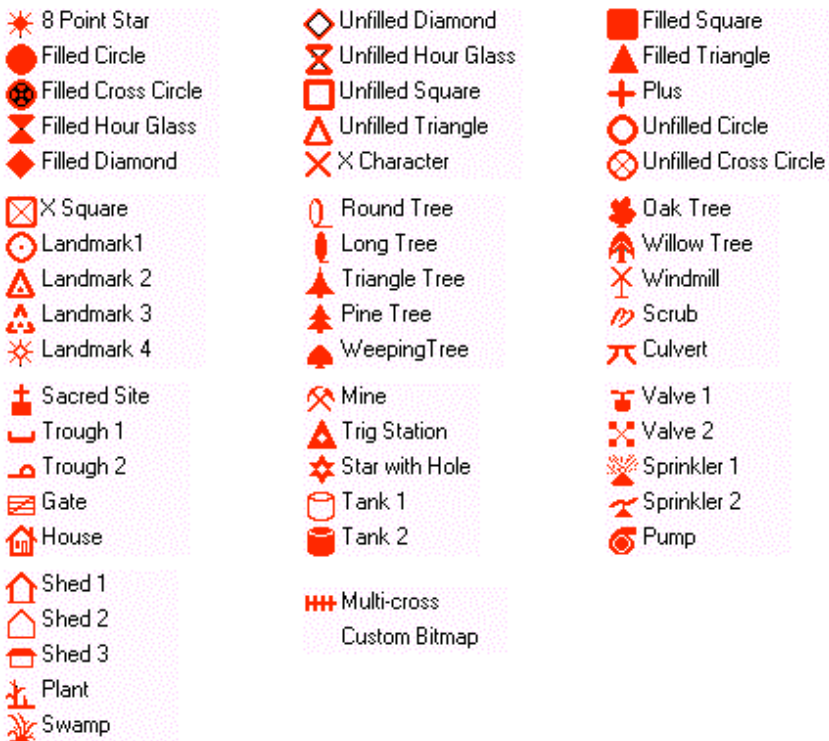 8 Point Star
Filled Circle
Filled Cross Circle
Filled Hour Glass
Filled Diamond
Unfilled Diamond
Unfilled Hour Glass
Unfilled Square
Unfilled Triangle
X Character
Filled Square
Filled Triangle
Plus
Unfilled Circle
Unfilled Cross Circle
X Square
Landmark1
Landmark 2
Landmark 3
Landmark 4
Round Tree
Long Tree
Triangle Tree
Pine Tree
WeepingTree
Oak Tree
Willow Tree
Windmill
Scrub
Culvert
Sacred Site
Trough 1
Trough 2
Gate
House
Mine
Trig Station
Star with Hole
Tank 1
Tank 2
Valve 1
Valve 2
Sprinkler 1
Sprinkler 2
Pump
Shed 1
Shed 2
Shed 3
Plant
Swamp
Multi-cross
Custom Bitmap